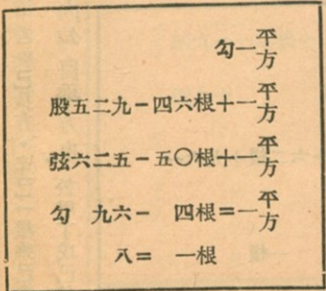 勾一平方
股五二九−四六根十一平方
弦六二五−五〇根十一平方
勾 九六− 四根=一平方
八= 一根